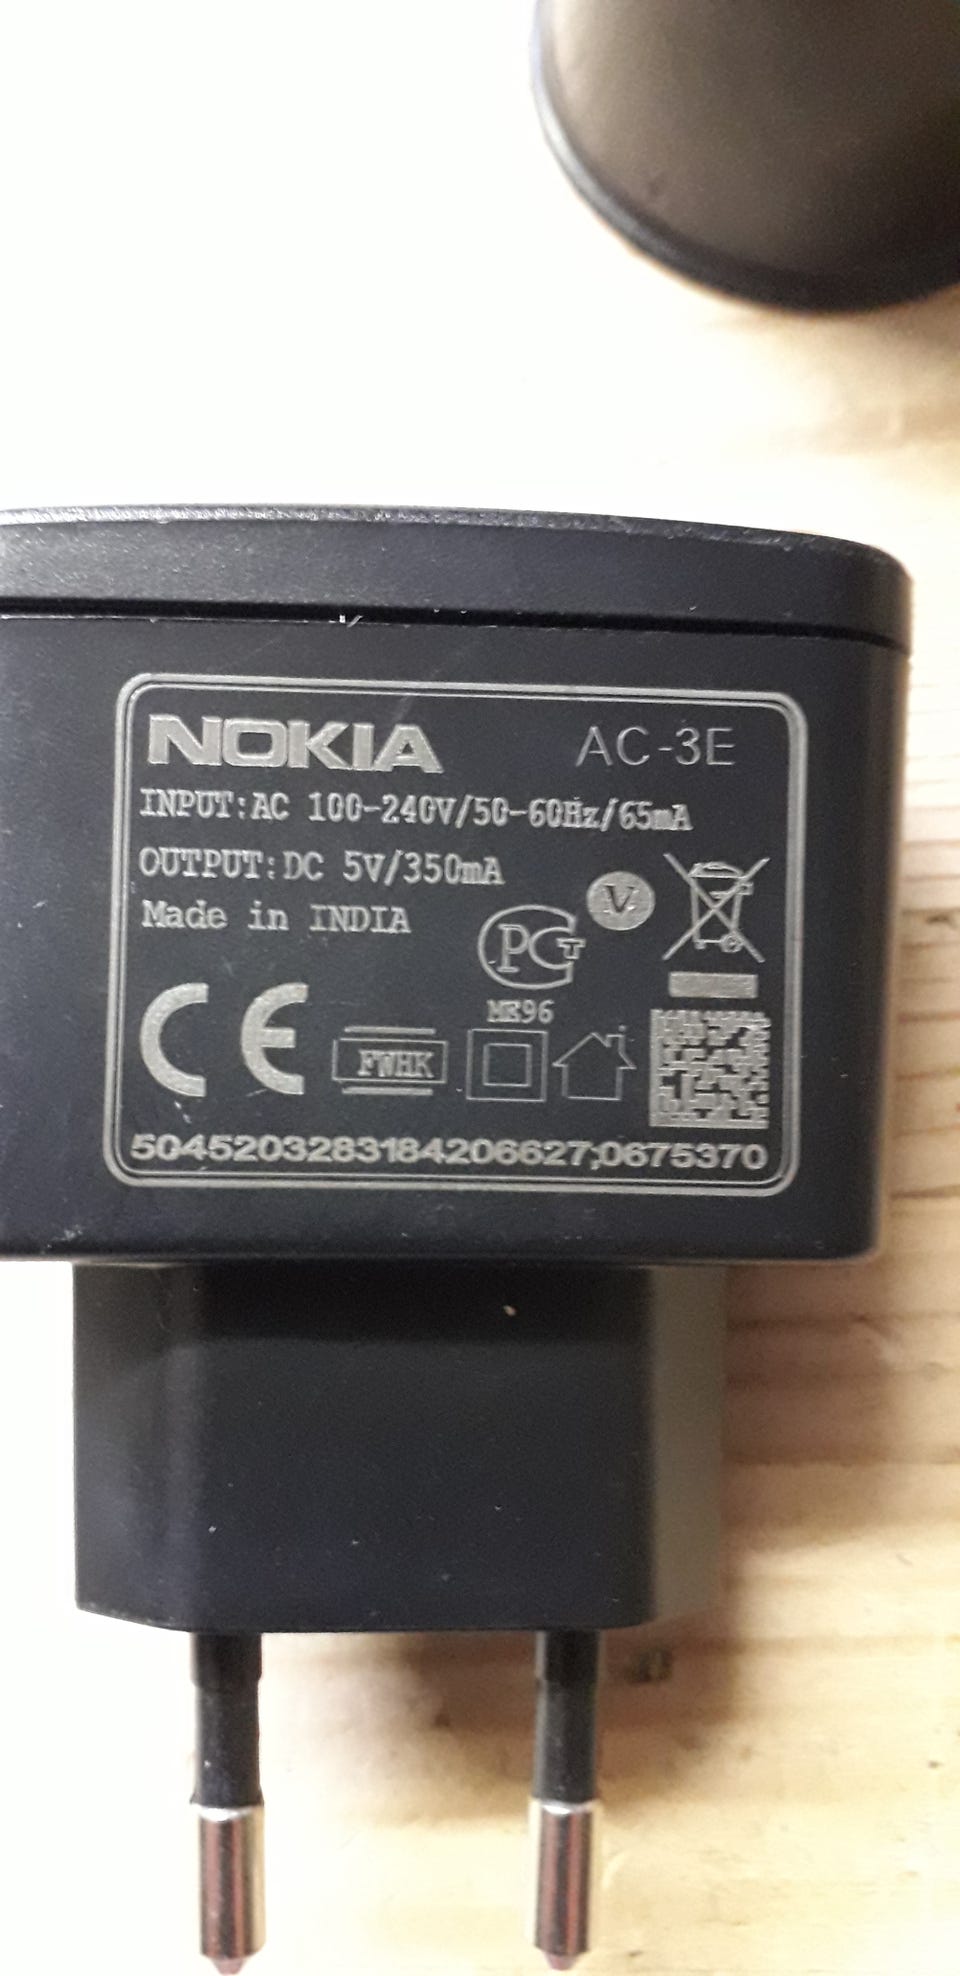 NOKIA AC-3E
INPUT:AC 100-240V/50-60Hz/65mA
OUTPUT:DC 5V/350mA
Made in INDIA
V
PCT
ME96
CE
FWHK
5045203283184206627;0675370